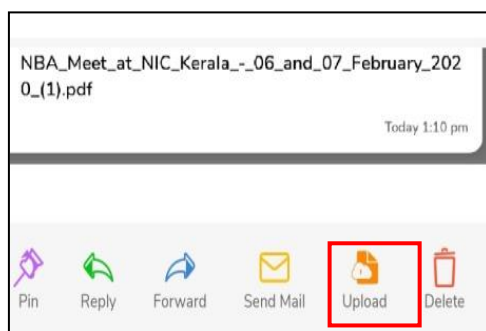 NBA_Meet_at_NIC_Kerala_-_06_and_07_February_202
0_(1).pdf
Today 1:10 pm
Pin Reply Forward Send Mail Upload Delete